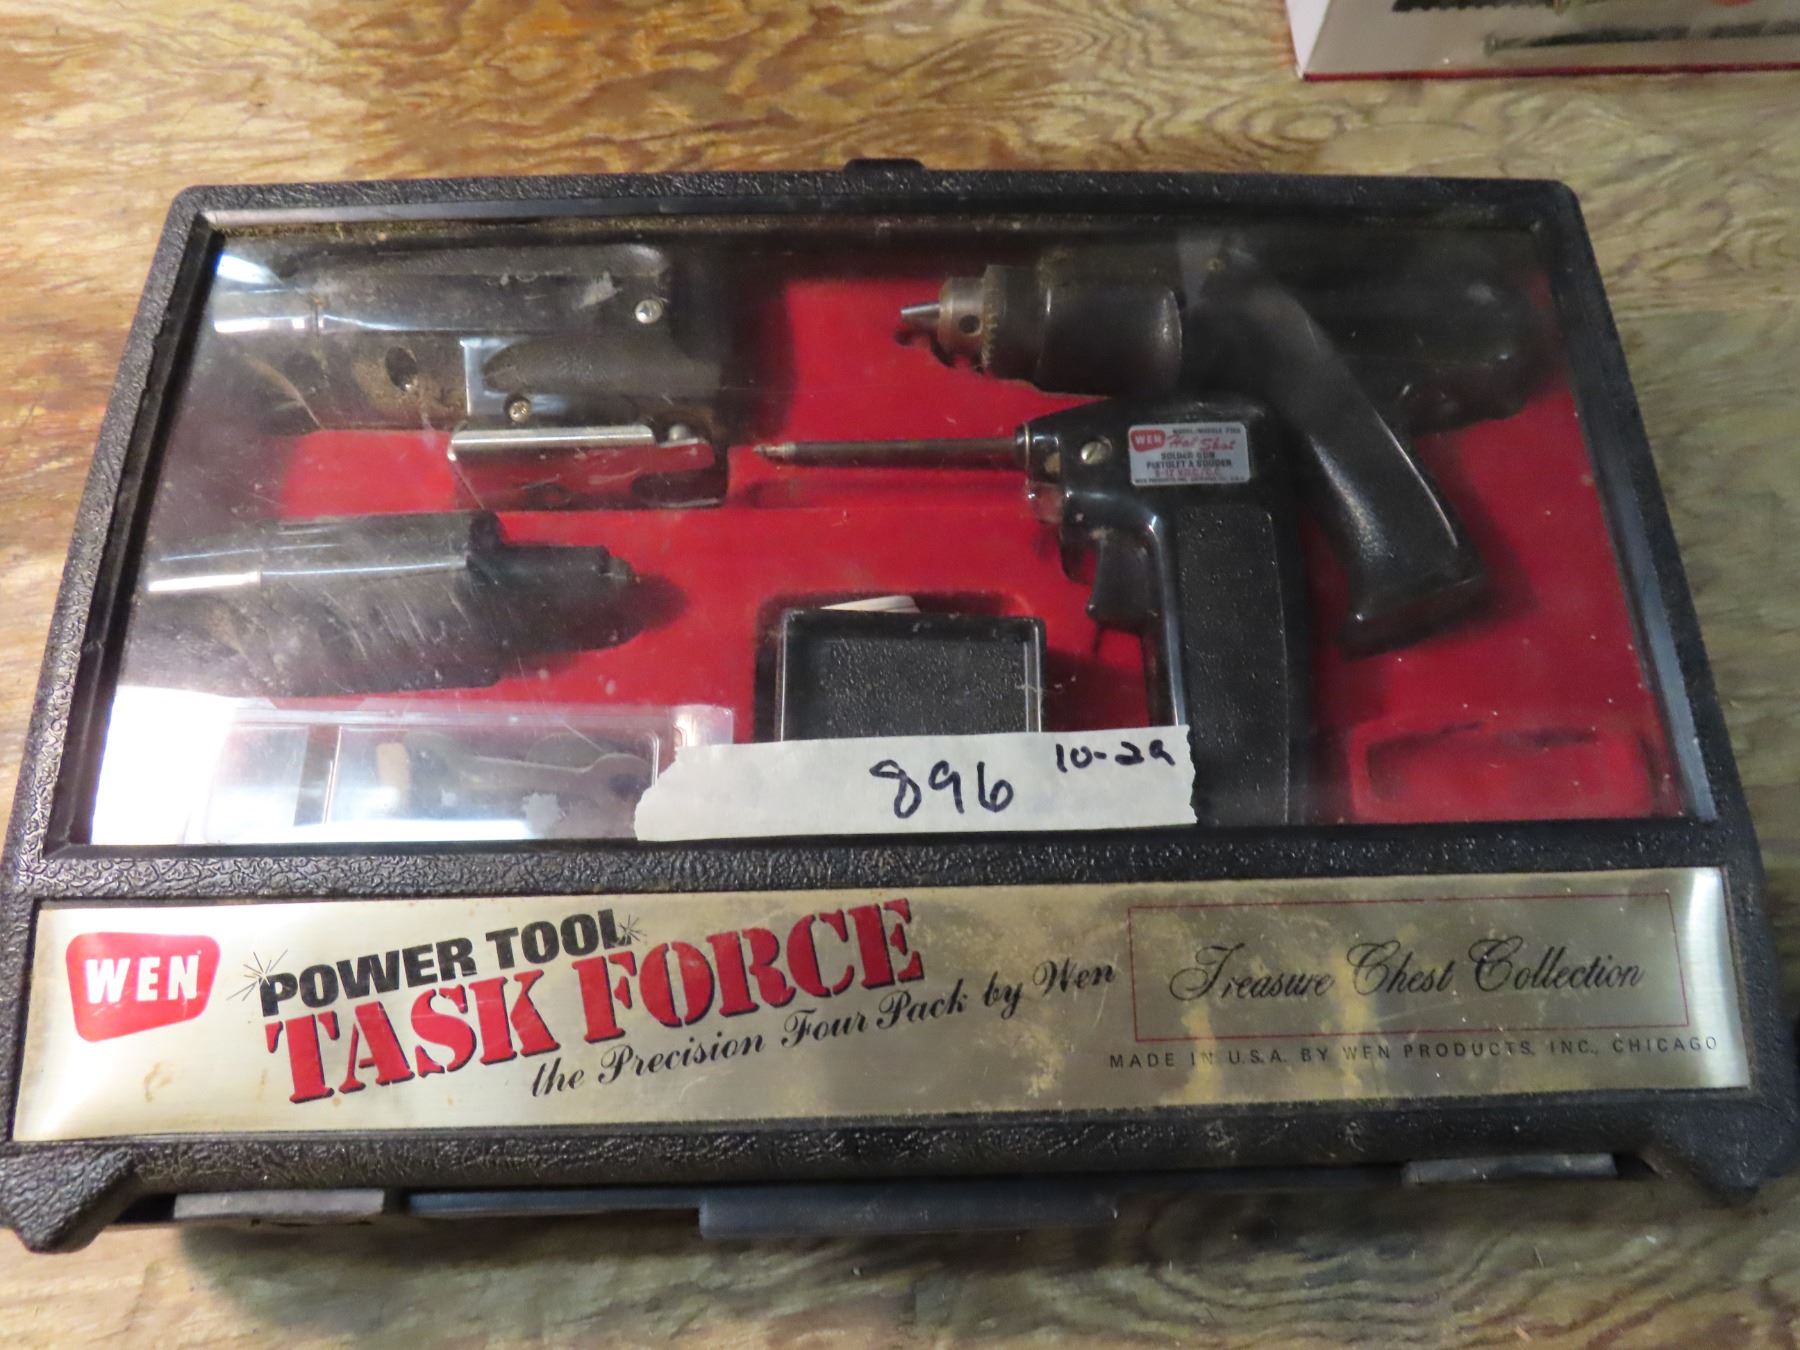 WEN
Hot Shot
SOLDER GUN
PISTOLET A SOUDER
896 10-29
WEN
POWER TOOL
TASK FORCE
the Precision Four Pack by Wen
Treasure Chest Collection
MADE IN U.S.A. BY WEN PRODUCTS, INC., CHICAGO